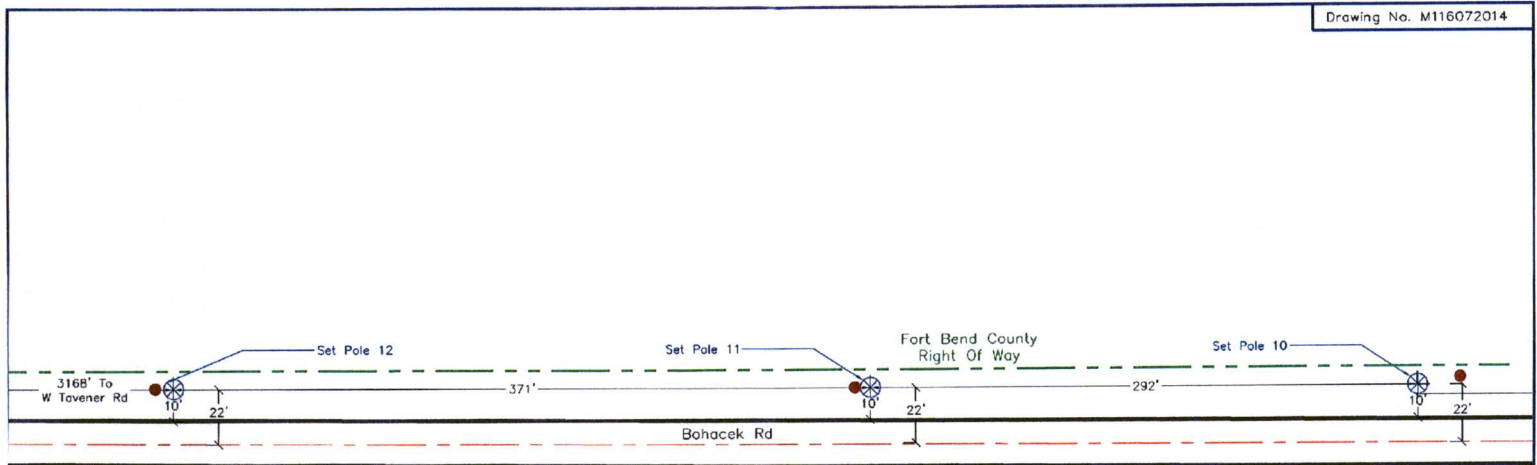 Drawing No. M116072014
Set Pole 12
Set Pole 11
Fort Bend County
Right Of Way
Set Pole 10
3168' To
W Tavener Rd
371'
292'
10'
22'
10'
22'
10'
22'
Bohacek Rd